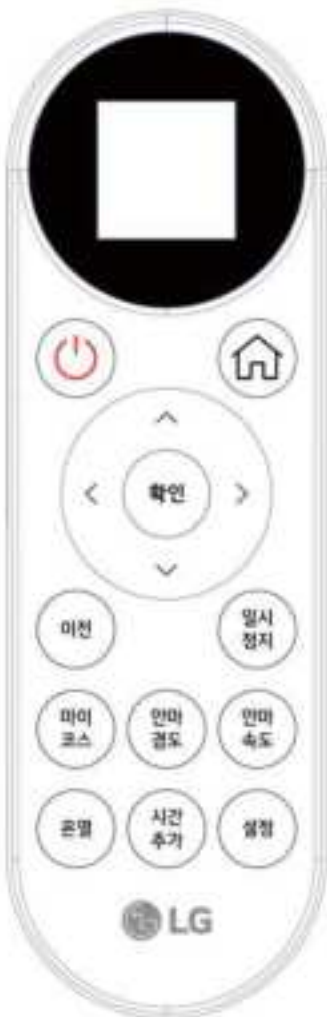 확인
이전
일시
정지
마이
코스
안마
강도
안마
속도
온열
시간
추가
설정
LG